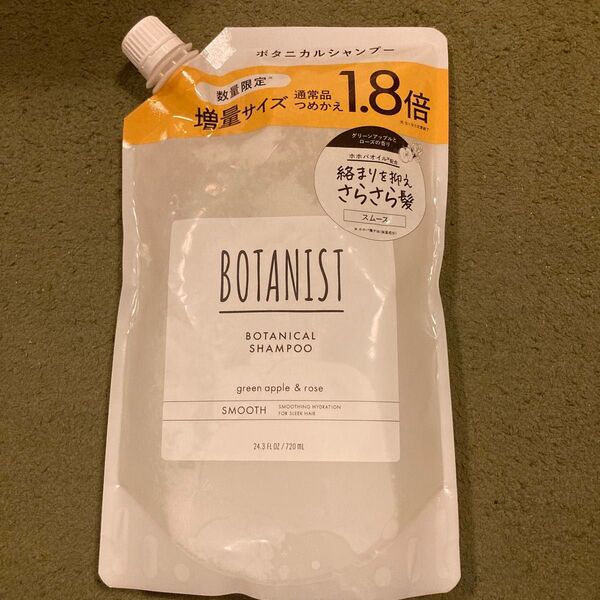 ボタニカルシャンプー
数量限定
増量サイズ
通常品
つめかえ
1.8倍
グリーンアップルと
ローズの香り
ホホバオイル*配合
絡まりを抑え
さらさら髪
スムース
BOTANIST
BOTANICAL
SHAMPOO
green apple & rose
SMOOTH
SMOOTHING HYDRATION
FOR SLEEK HAIR
24.3 FL OZ / 720 mL